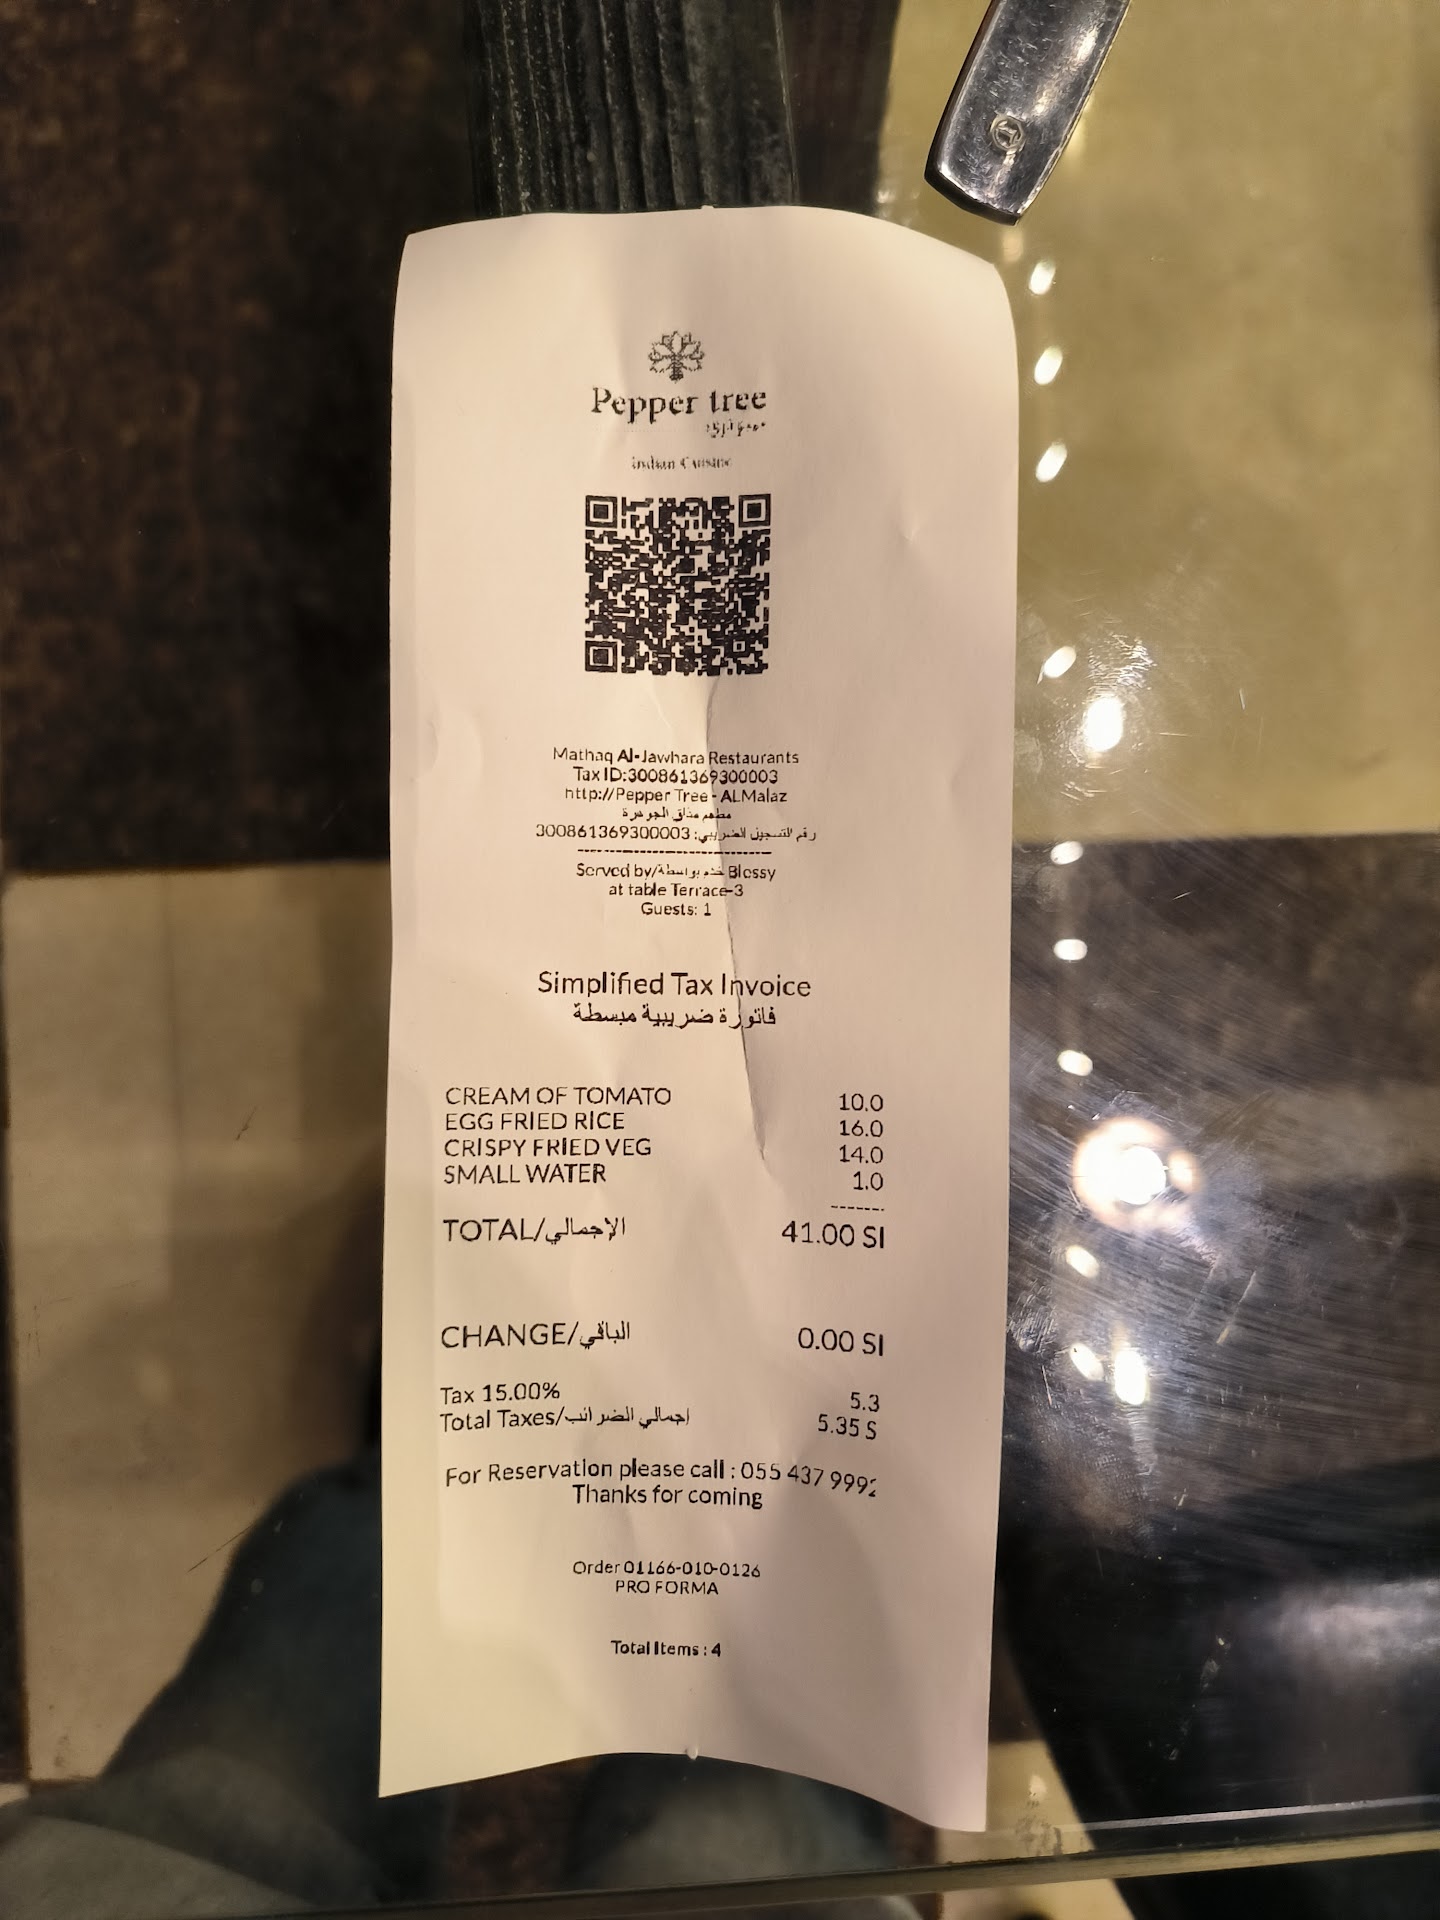 Pepper tree
Indian Cuisine
Mathaq Al-Jawhara Restaurants
Tax ID:300861369300003
http://Pepper Tree - ALMalaz
مطعم مذاق الجوهرة
رقم التسجيل الضريبي: 300861369300003
Served by/خدم بواسطة Blessy
at table Terrace-3
Guests: 1
Simplified Tax Invoice
فاتورة ضريبية مبسطة
CREAM OF TOMATO 10.0
EGG FRIED RICE 16.0
CRISPY FRIED VEG 14.0
SMALL WATER 1.0
TOTAL/الإجمالي 41.00 SI
CHANGE/الباقي 0.00 SI
Tax 15.00% 5.3
Total Taxes/اجمالي الضرائب 5.35 S
For Reservation please call : 055 437 9992
Thanks for coming
Order 01166-010-0126
PRO FORMA
Total Items : 4